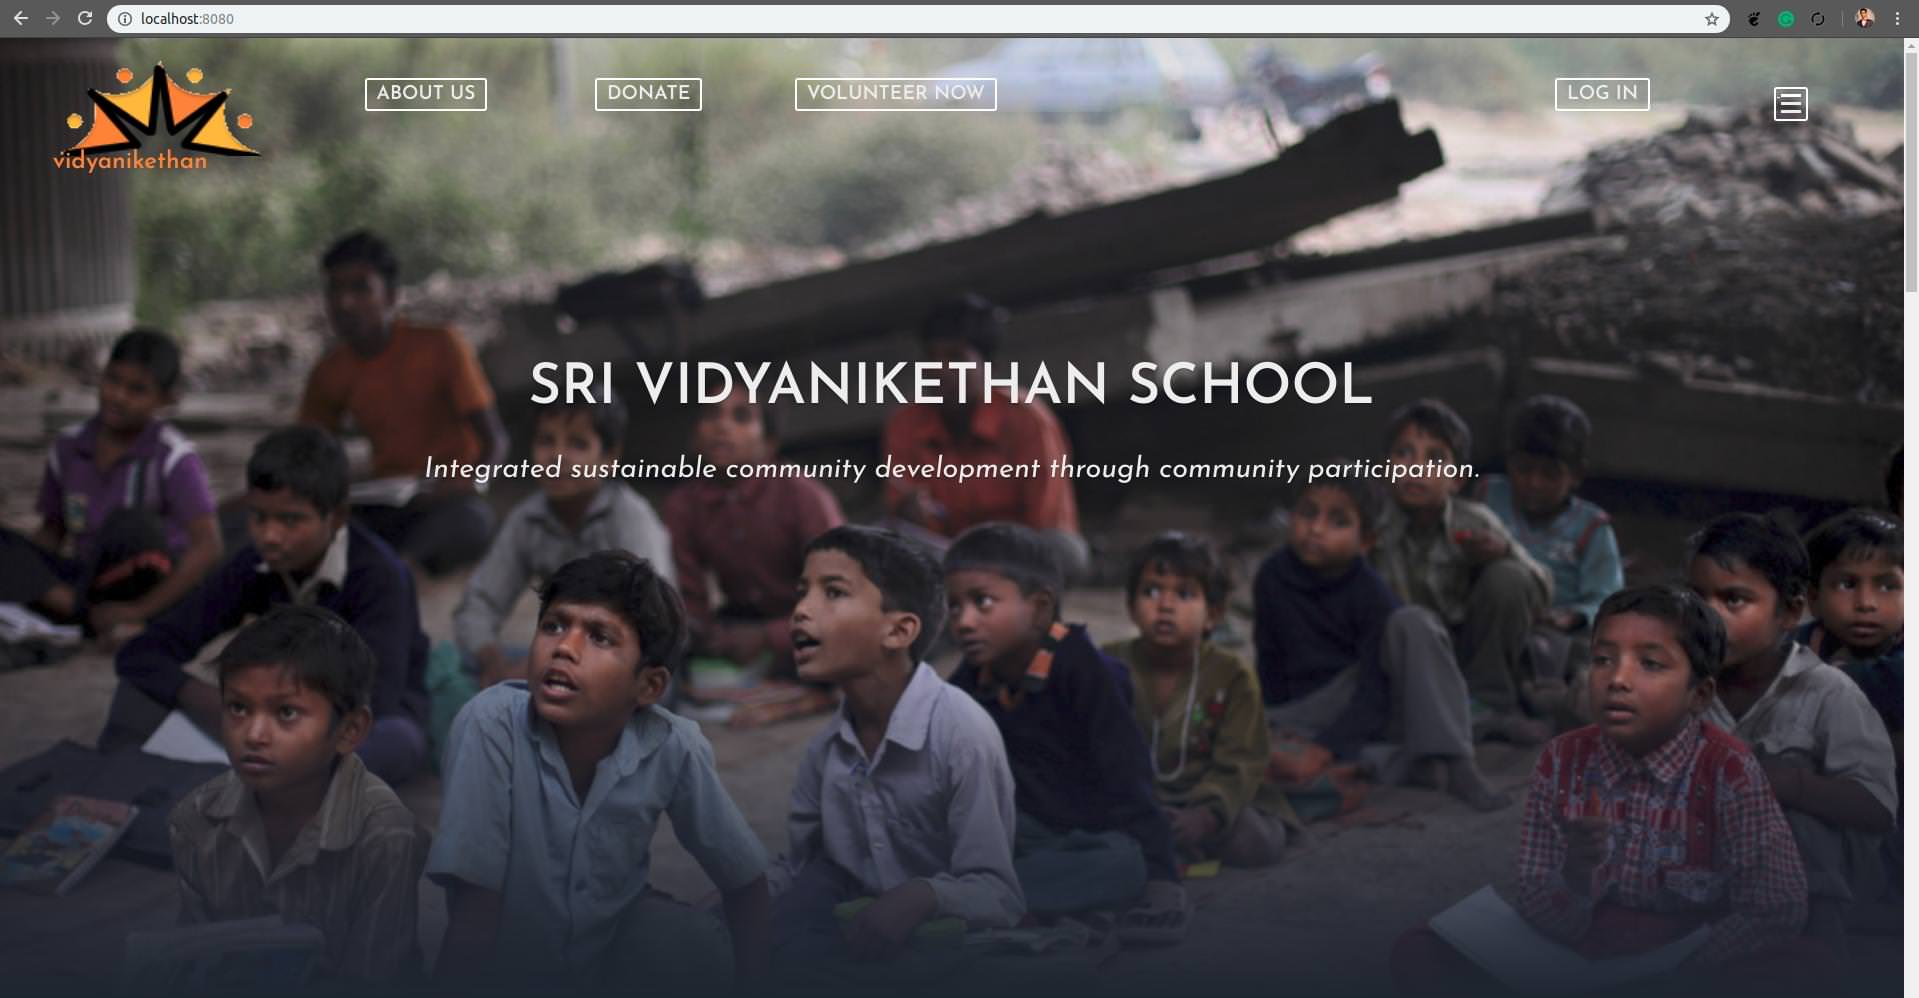 localhost:8080
ABOUT US
DONATE
VOLUNTEER NOW
LOG IN
vidyanikethan
SRI VIDYANIKETHAN SCHOOL
Integrated sustainable community development through community participation.